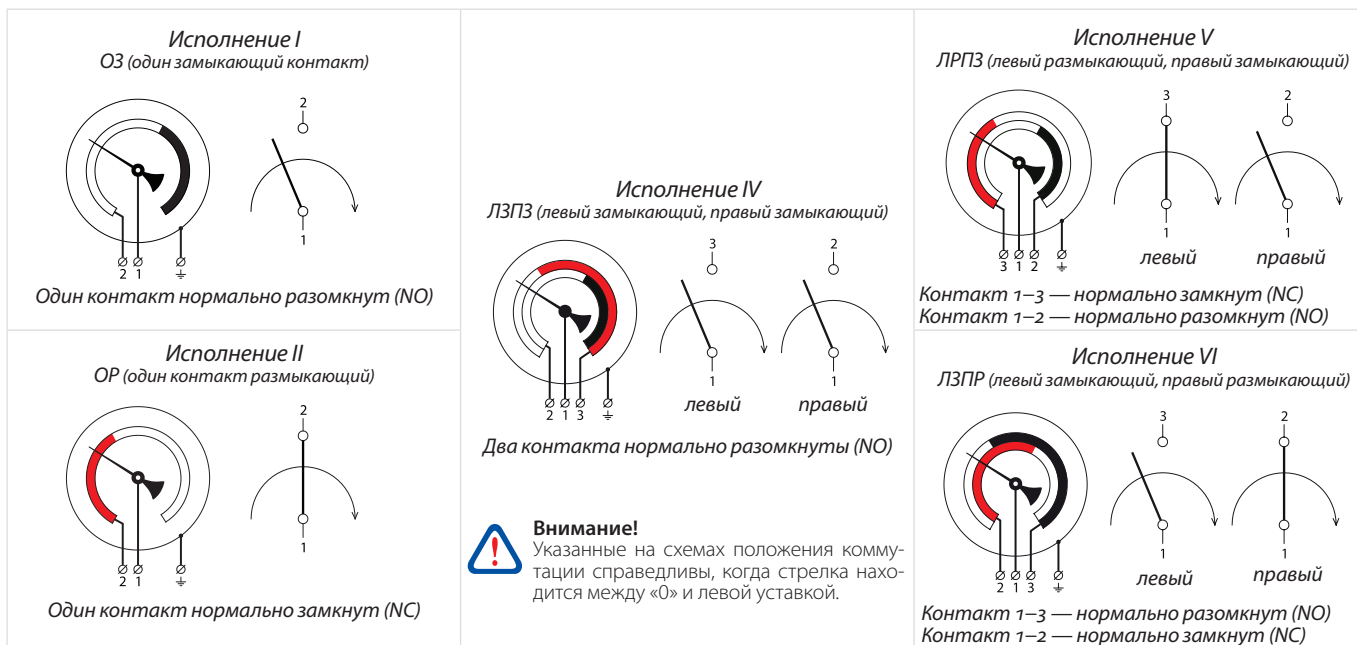 Исполнение I
ОЗ (один замыкающий контакт)
2
1
2 1
Один контакт нормально разомкнут (NO)
Исполнение II
ОР (один контакт размыкающий)
2
1
2 1
Один контакт нормально замкнут (NC)
Исполнение IV
ЛЗПЗ (левый замыкающий, правый замыкающий)
3 2
1 1
2 1 3
левый правый
Два контакта нормально разомкнуты (NO)
Внимание!
Указанные на схемах положения комму-
тации справедливы, когда стрелка нахо-
дится между «0» и левой уставкой.
Исполнение V
ЛРПЗ (левый размыкающий, правый замыкающий)
3 2
1 1
3 1 2
левый правый
Контакт 1–3 — нормально замкнут (NC)
Контакт 1–2 — нормально разомкнут (NO)
Исполнение VI
ЛЗПР (левый замыкающий, правый размыкающий)
3 2
1 1
2 1 3
левый правый
Контакт 1–3 — нормально разомкнут (NO)
Контакт 1–2 — нормально замкнут (NC)